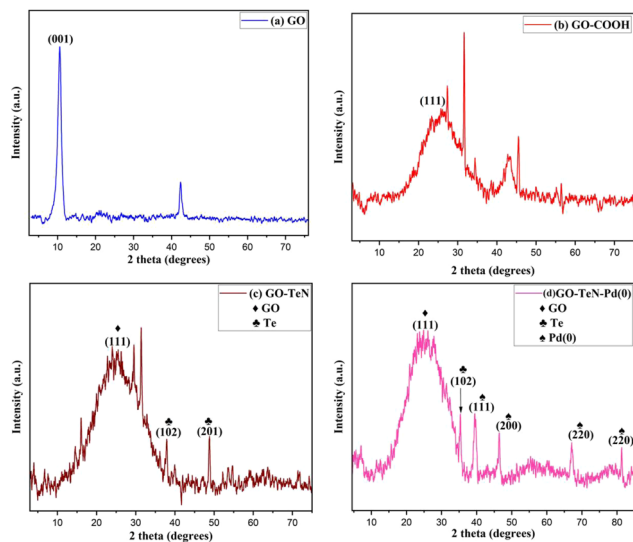 (a) GO
(001)
Intensity (a.u.)
10 20 30 40 50 60 70
2 theta (degrees)
(b) GO-COOH
(111)
Intensity (a.u.)
10 20 30 40 50 60 70
2 theta (degrees)
(c) GO-TeN
♦ GO
♣ Te
♦
(111)
♣
(102)
♣
(201)
Intensity (a.u.)
10 20 30 40 50 60 70
2 theta (degrees)
(d)GO-TeN-Pd(0)
♦ GO
♣ Te
♠ Pd(0)
♦
(111)
♣
(102)
♠
(111)
♠
(200)
♠
(220)
♠
(220)
Intensity (a.u.)
10 20 30 40 50 60 70 80
2 theta (degrees)